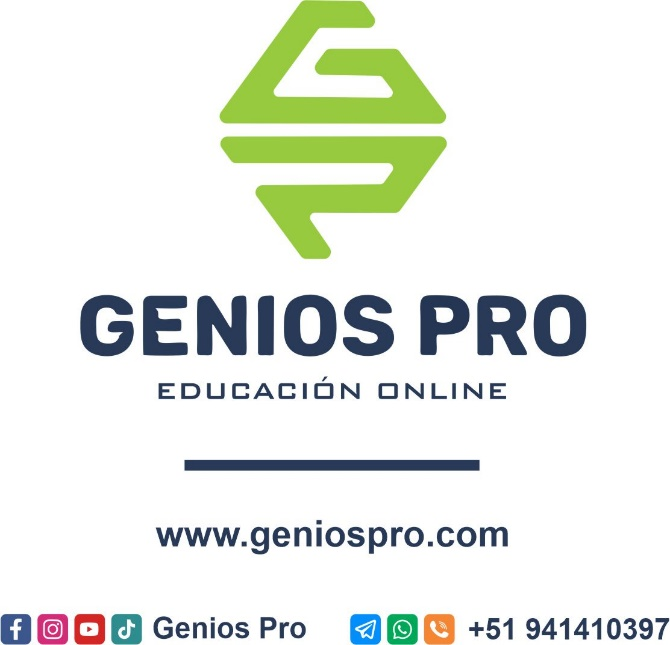 GENIOS PRO
EDUCACIÓN ONLINE
www.geniospro.com
Genios Pro +51 941410397